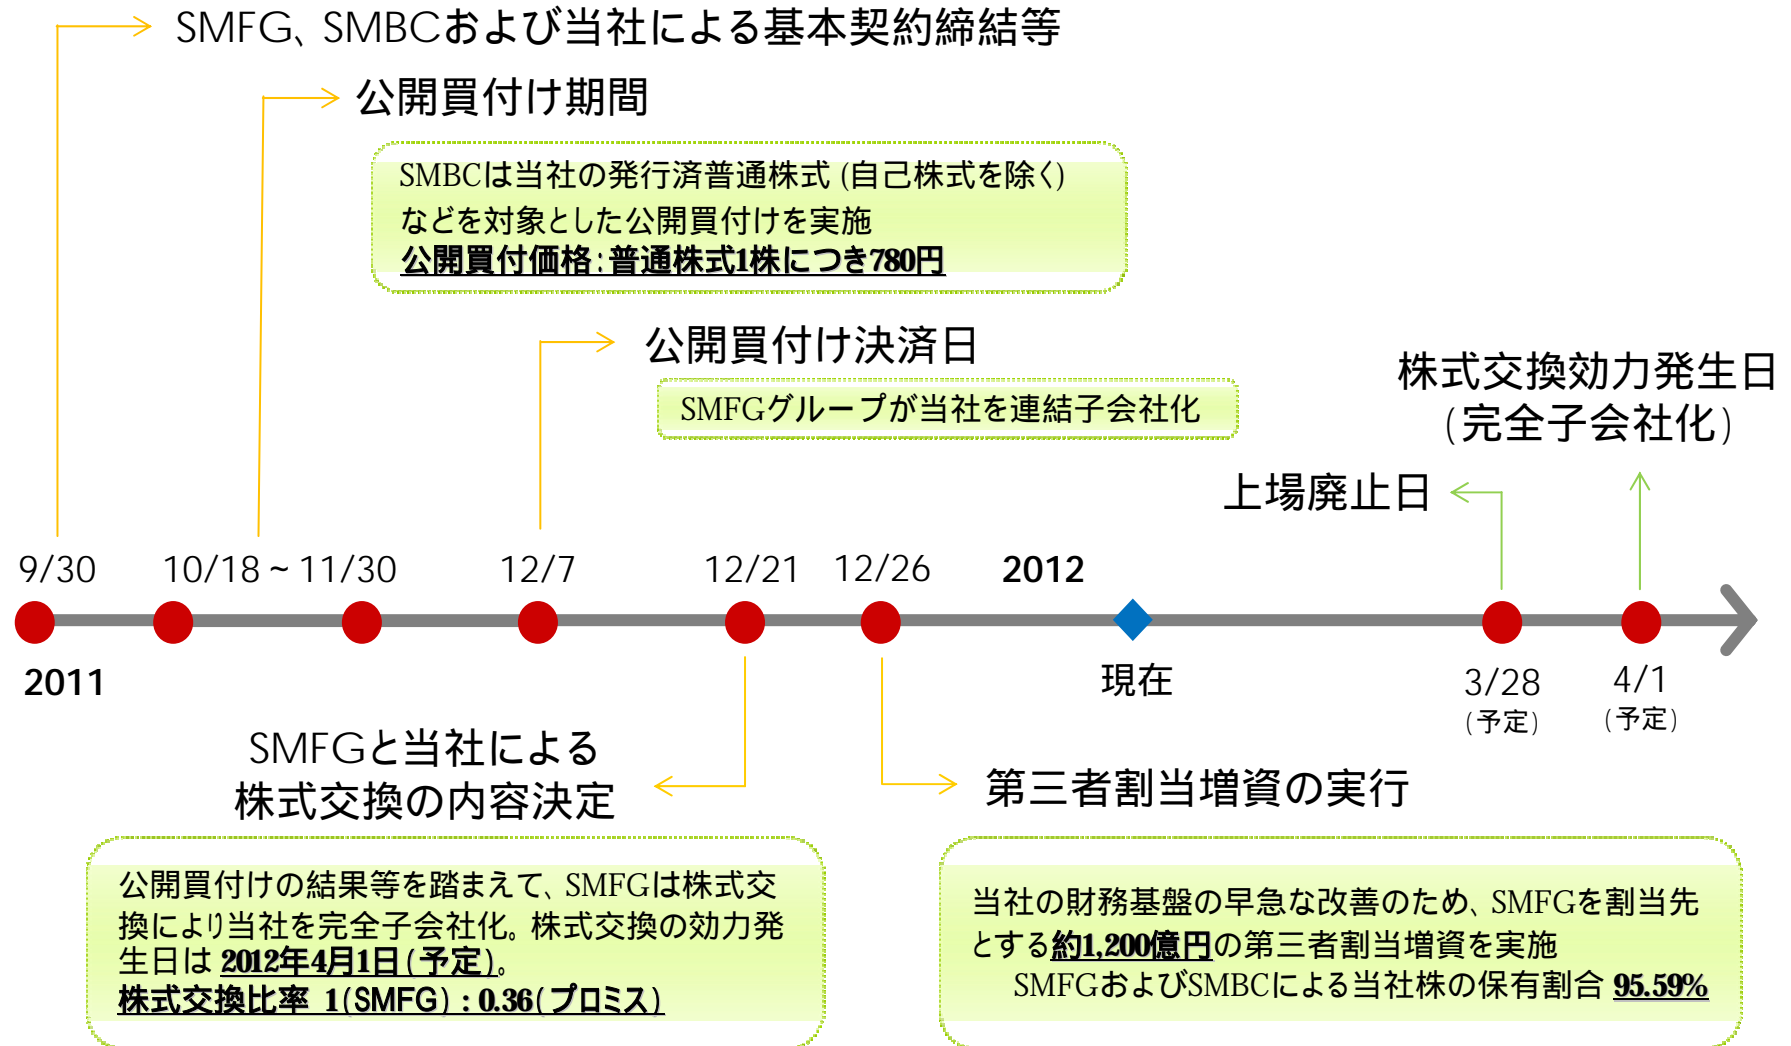 SMFG、SMBCおよび当社による基本契約締結等
公開買付け期間
SMBCは当社の発行済普通株式(自己株式を除く)
などを対象とした公開買付けを実施
公開買付価格:普通株式1株につき780円
公開買付け決済日
SMFGグループが当社を連結子会社化
株式交換効力発生日
(完全子会社化)
上場廃止日
9/30
10/18~11/30
12/7
12/21
12/26
2012
2011
現在
3/28
(予定)
4/1
(予定)
SMFGと当社による
株式交換の内容決定
公開買付けの結果等を踏まえて、SMFGは株式交
換により当社を完全子会社化。株式交換の効力発
生日は 2012年4月1日(予定)。
株式交換比率 1(SMFG):0.36(プロミス)
第三者割当増資の実行
当社の財務基盤の早急な改善のため、SMFGを割当先
とする約1,200億円の第三者割当増資を実施
SMFGおよびSMBCによる当社株の保有割合 95.59%